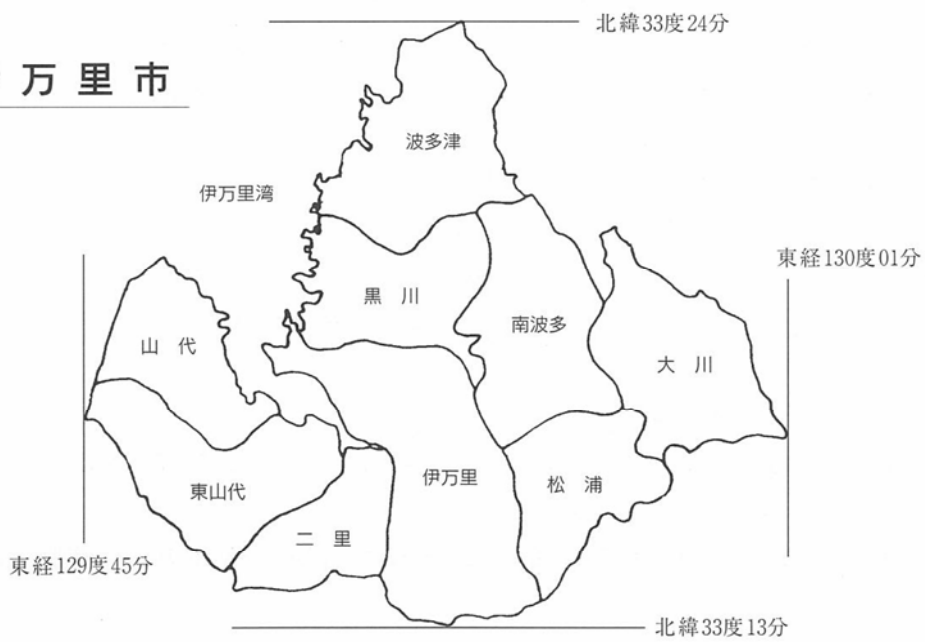 万里市
北緯33度24分
波多津
伊万里湾
東経130度01分
黒川
南波多
山代
大川
伊万里
松浦
東山代
二里
東経129度45分
北緯33度13分